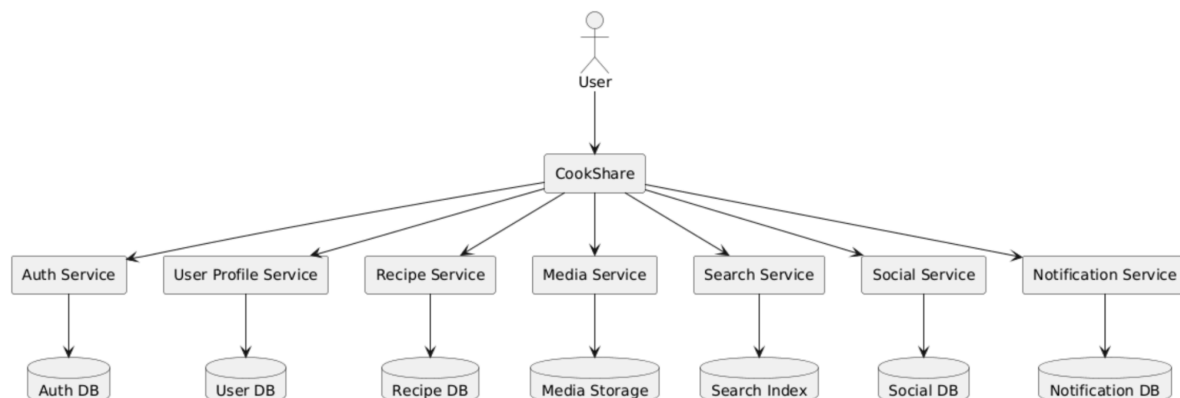 User
CookShare
Auth Service
User Profile Service
Recipe Service
Media Service
Search Service
Social Service
Notification Service
Auth DB
User DB
Recipe DB
Media Storage
Search Index
Social DB
Notification DB